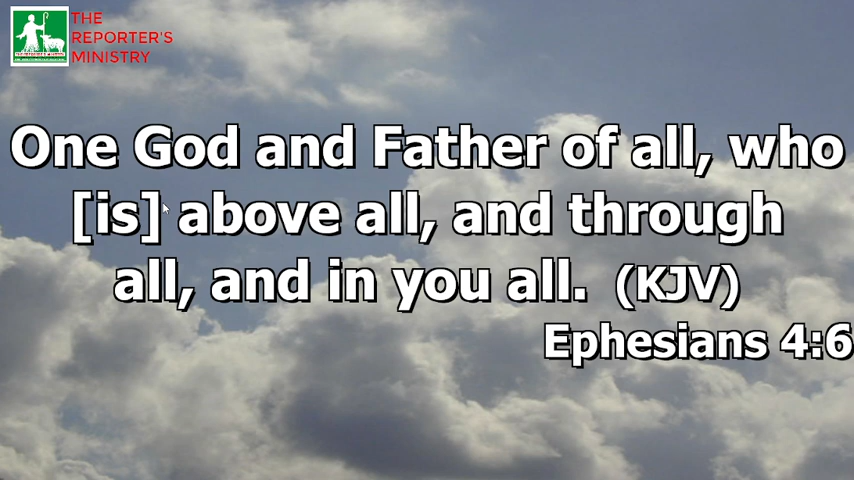 THE
REPORTER'S
MINISTRY
One God and Father of all, who
[is] above all, and through
all, and in you all. (KJV)
Ephesians 4:6